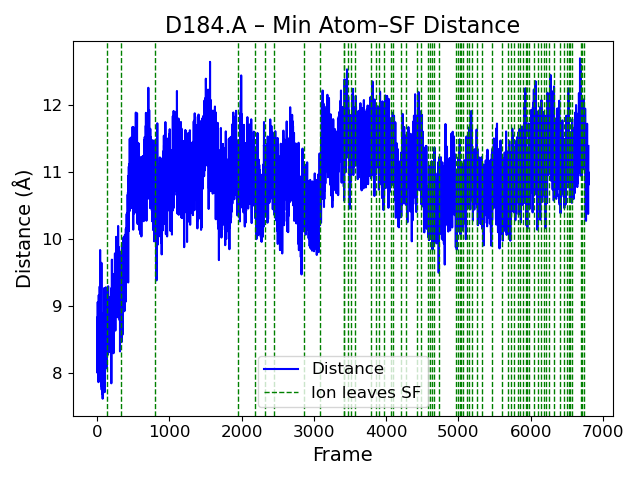 D184.A – Min Atom–SF Distance
Distance (Å)
12
11
10
9
8
Distance
Ion leaves SF
0 1000 2000 3000 4000 5000 6000 7000
Frame